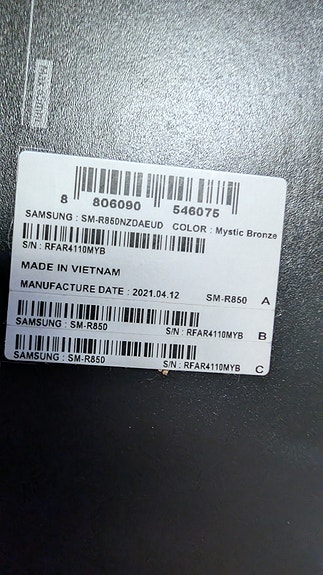 8 806090 546075
SAMSUNG : SM-R850NZDAEUD COLOR : Mystic Bronze
S/N : RFAR4110MYB
MADE IN VIETNAM
MANUFACTURE DATE : 2021.04.12 SM-R850 A
SAMSUNG : SM-R850 S/N : RFAR4110MYB B
SAMSUNG : SM-R850 S/N : RFAR4110MYB C